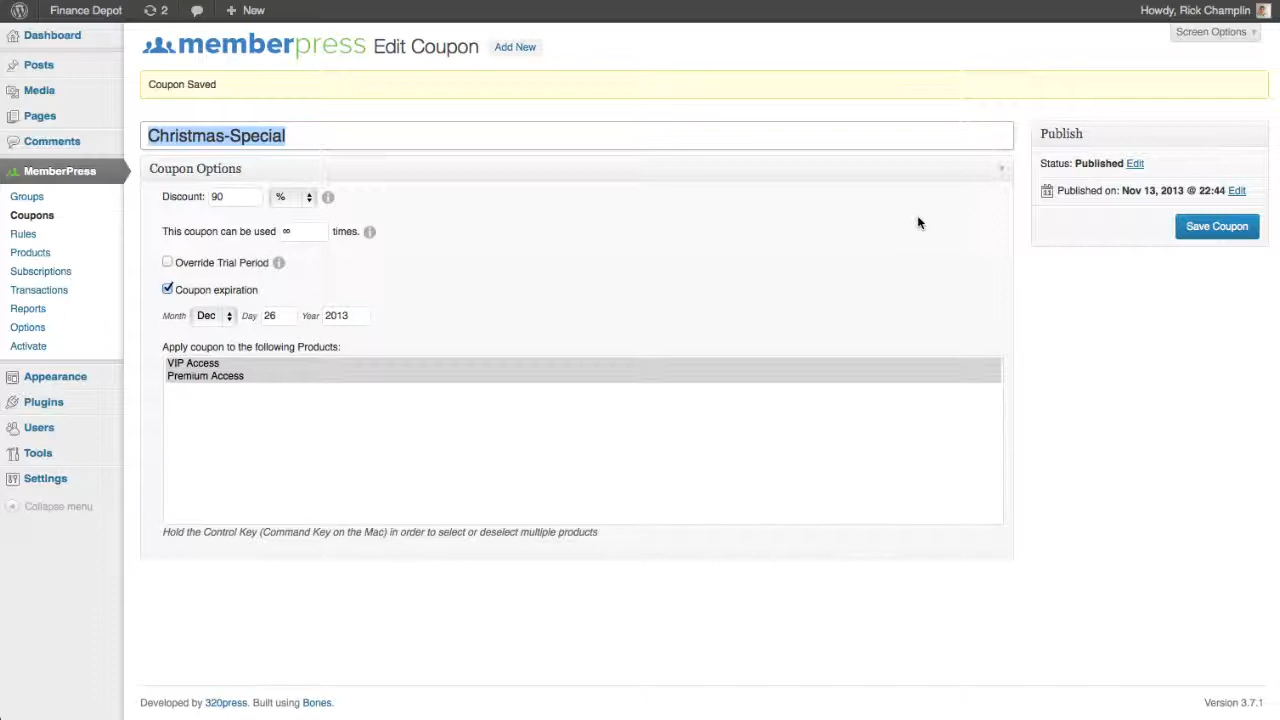 Finance Depot 2 New Howdy, Rick Champlin
Screen Options
Dashboard
Posts
Media
Pages
Comments
MemberPress
Groups
Coupons
Rules
Products
Subscriptions
Transactions
Reports
Options
Activate
Appearance
Plugins
Users
Tools
Settings
Collapse menu
memberpress Edit Coupon Add New
Coupon Saved
Christmas-Special
Coupon Options
Discount: 90 %
This coupon can be used ∞ times.
Override Trial Period
Coupon expiration
Month Dec Day 26 Year 2013
Apply coupon to the following Products:
VIP Access
Premium Access
Hold the Control Key (Command Key on the Mac) in order to select or deselect multiple products
Publish
Status: Published Edit
Published on: Nov 13, 2013 @ 22:44 Edit
Save Coupon
Developed by 320press. Built using Bones.
Version 3.7.1